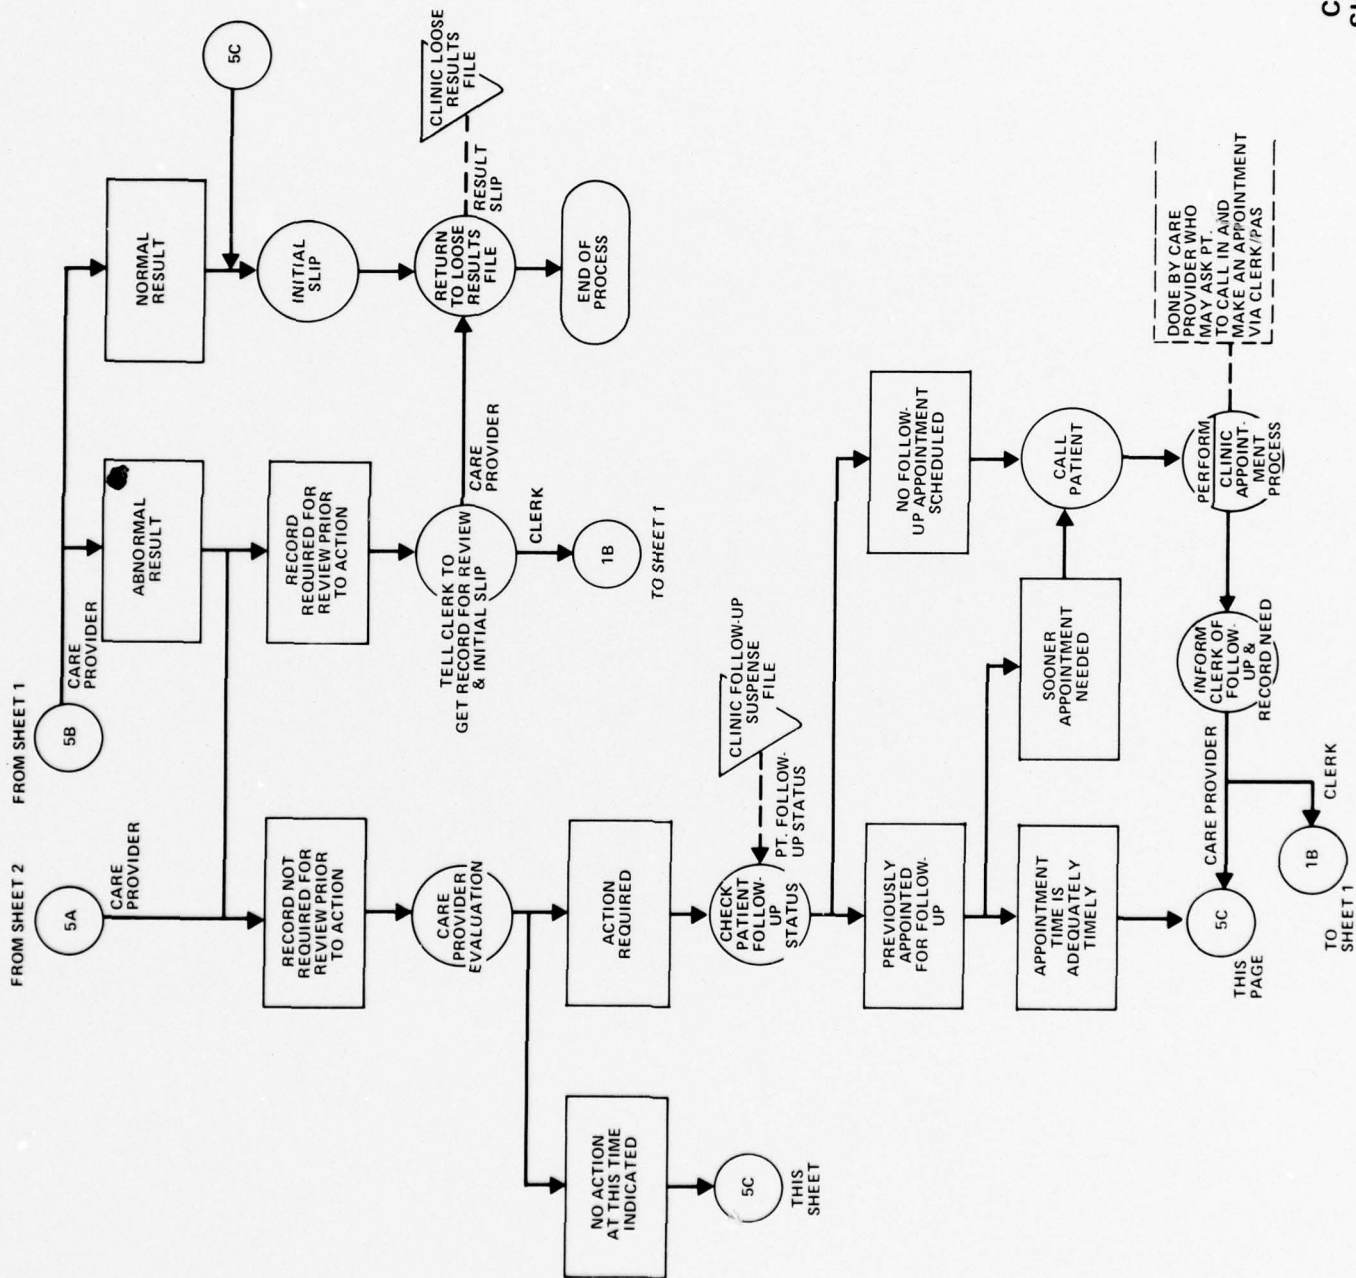 FROM SHEET 2
5A
CARE
PROVIDER
FROM SHEET 1
5B
CARE
PROVIDER
ABNORMAL
RESULT
NORMAL
RESULT
5C
RECORD NOT
REQUIRED FOR
REVIEW PRIOR
TO ACTION
RECORD
REQUIRED FOR
REVIEW PRIOR
TO ACTION
INITIAL
SLIP
CARE
PROVIDER
EVALUATION
TELL CLERK TO
GET RECORD FOR REVIEW
& INITIAL SLIP
CARE
PROVIDER
CLERK
RETURN
TO LOOSE
RESULTS
FILE
RESULT
SLIP
CLINIC LOOSE
RESULTS
FILE
NO ACTION
AT THIS TIME
INDICATED
ACTION
REQUIRED
1B
TO SHEET 1
END OF
PROCESS
5C
THIS
SHEET
CHECK
PATIENT
FOLLOW-
UP
STATUS
PT. FOLLOW-
UP STATUS
CLINIC FOLLOW-UP
SUSPENSE
FILE
PREVIOUSLY
APPOINTED
FOR FOLLOW-
UP
NO FOLLOW-
UP APPOINTMENT
SCHEDULED
APPOINTMENT
TIME IS
ADEQUATELY
TIMELY
SOONER
APPOINTMENT
NEEDED
CALL
PATIENT
5C
THIS
PAGE
CARE PROVIDER
INFORM
CLERK OF
FOLLOW-
UP &
RECORD NEED
PERFORM
CLINIC
APPOINT-
MENT
PROCESS
DONE BY CARE
PROVIDER WHO
MAY ASK PT.
TO CALL IN AND
MAKE AN APPOINTMENT
VIA CLERK/PAS
1B
CLERK
TO
SHEET 1